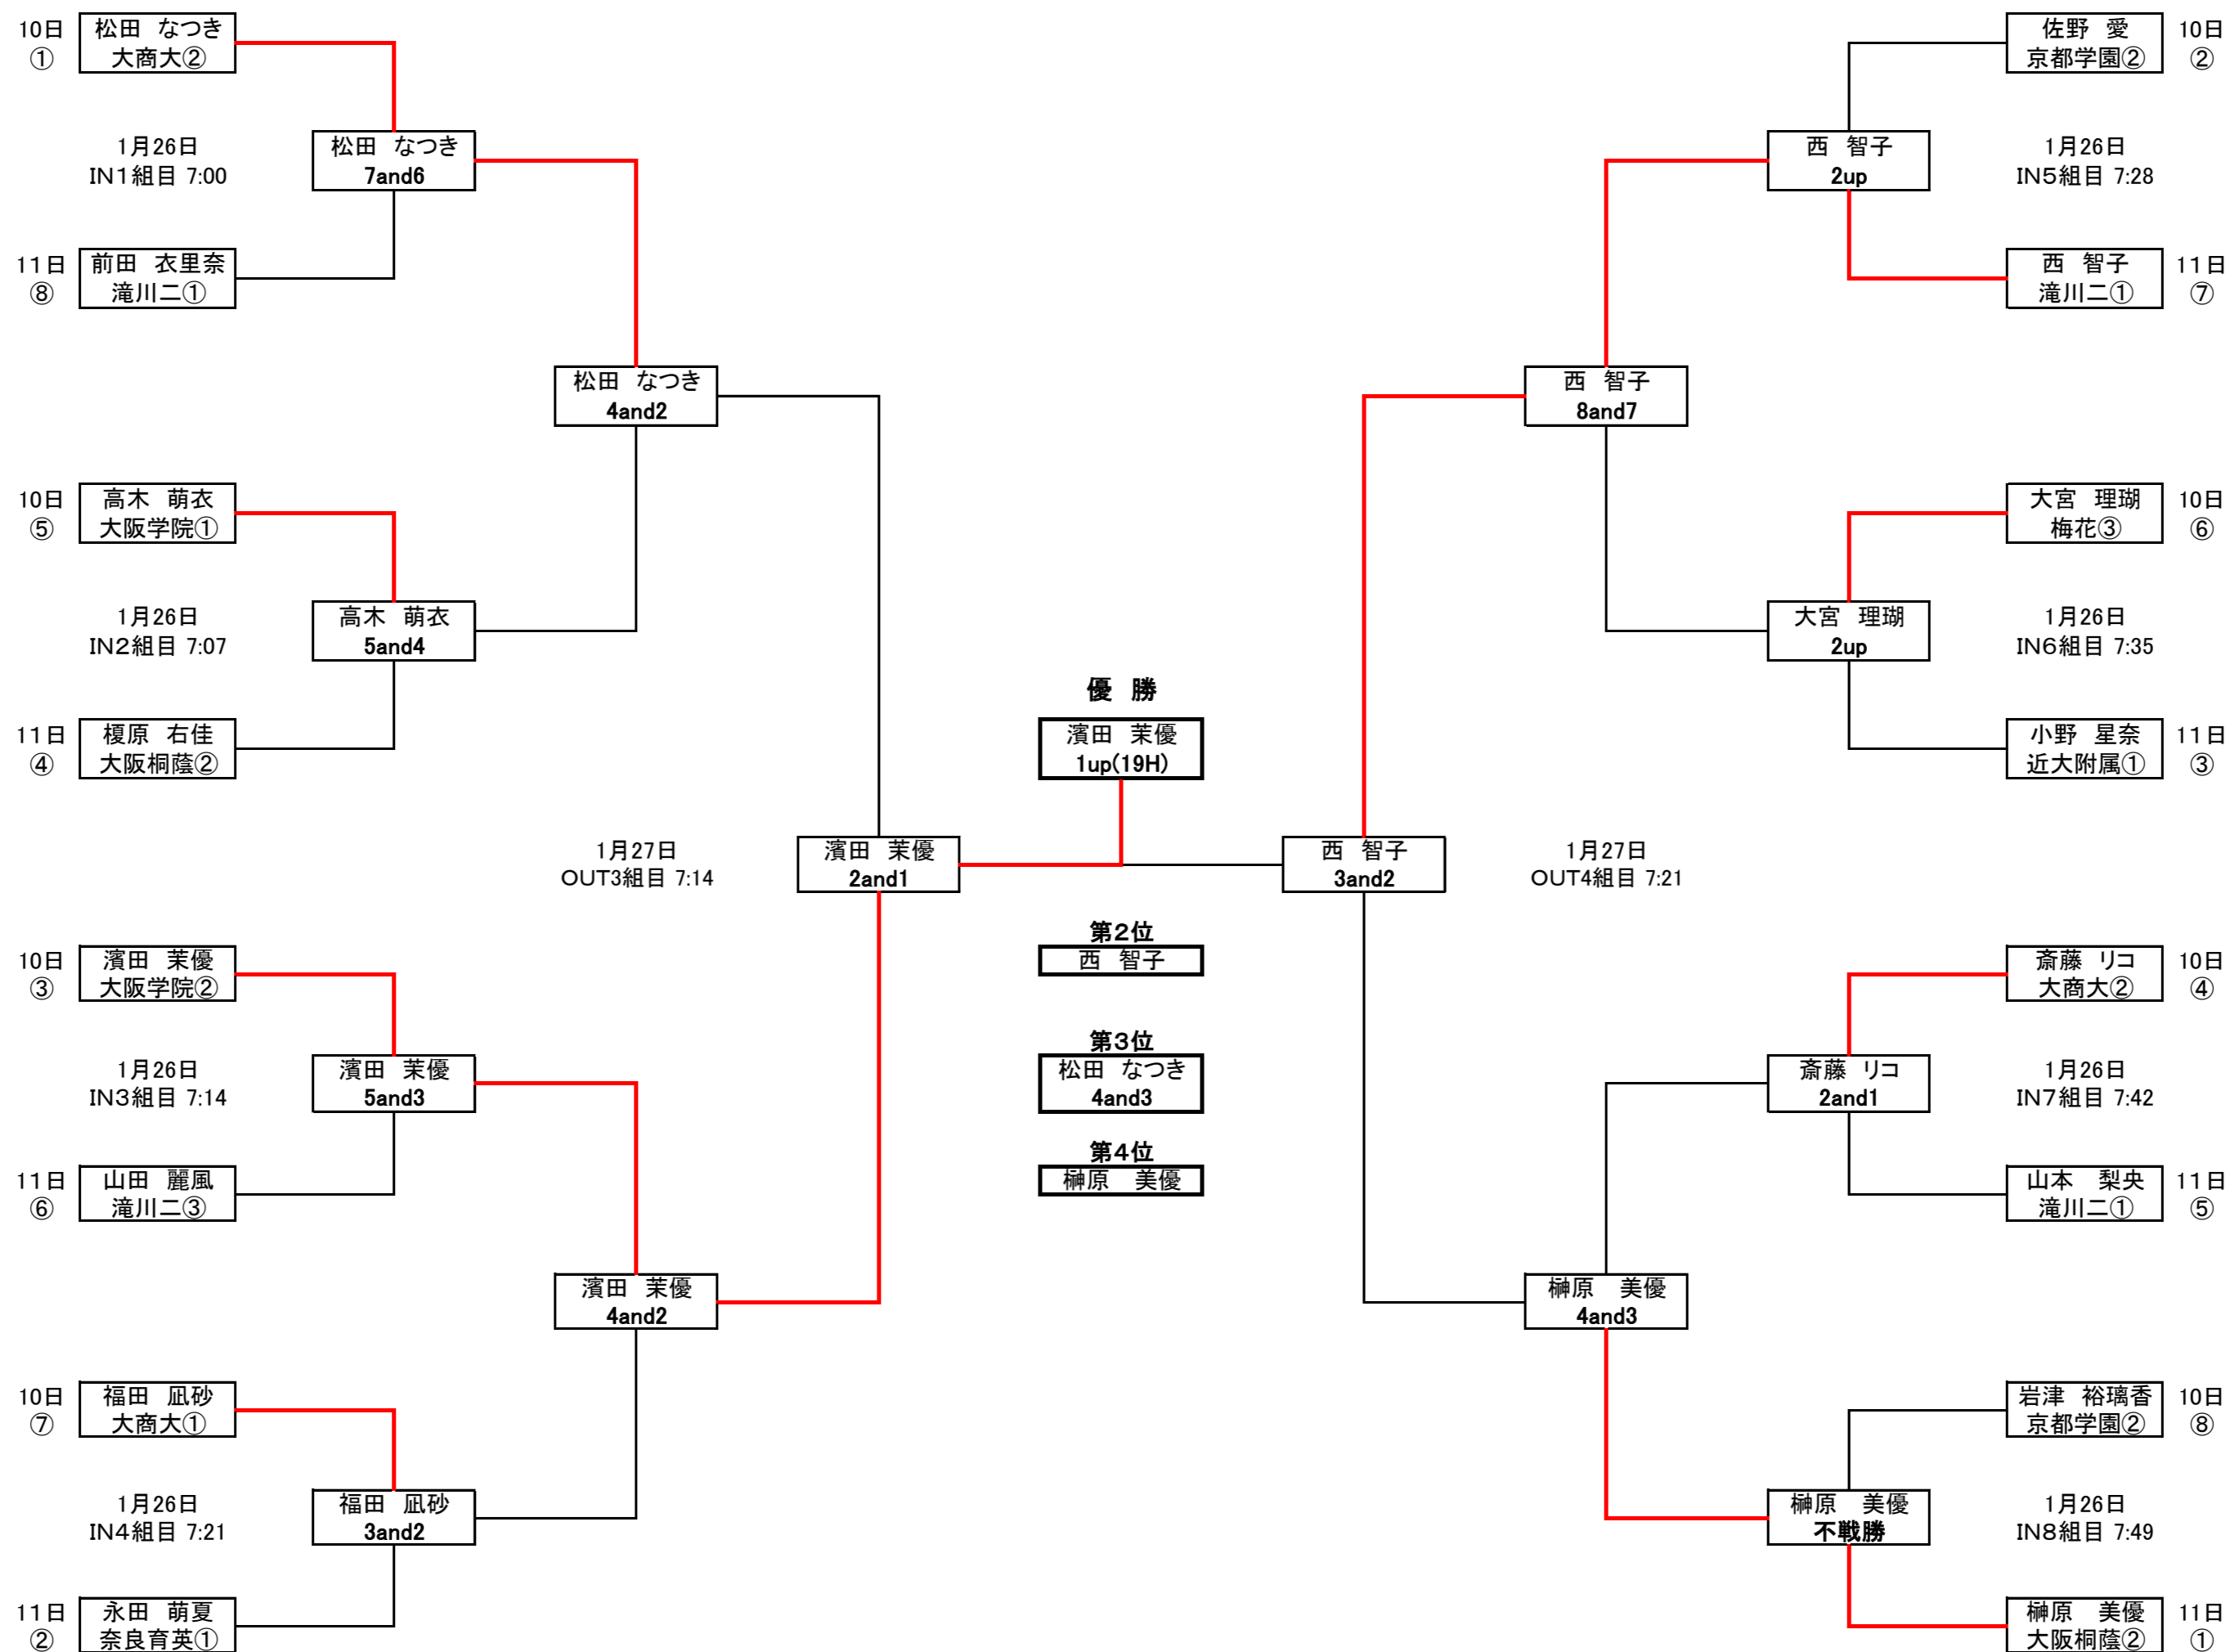 10日
①
松田 なつき
大商大②
1月26日
IN1組目 7:00
松田 なつき
7and6
11日
⑧
前田 衣里奈
滝川二①
松田 なつき
4and2
10日
⑤
高木 萌衣
大阪学院①
1月26日
IN2組目 7:07
高木 萌衣
5and4
11日
④
榎原 右佳
大阪桐蔭②
1月27日
OUT3組目 7:14
濱田 茉優
2and1
10日
③
濱田 茉優
大阪学院②
1月26日
IN3組目 7:14
濱田 茉優
5and3
11日
⑥
山田 麗風
滝川二③
濱田 茉優
4and2
10日
⑦
福田 凪砂
大商大①
1月26日
IN4組目 7:21
福田 凪砂
3and2
11日
②
永田 萌夏
奈良育英①
優 勝
濱田 茉優
1up(19H)
第2位
西 智子
第3位
松田 なつき
4and3
第4位
榊原 美優
佐野 愛
京都学園②
10日
②
西 智子
2up
1月26日
IN5組目 7:28
西 智子
滝川二①
11日
⑦
西 智子
8and7
大宮 理瑚
梅花③
10日
⑥
大宮 理瑚
2up
1月26日
IN6組目 7:35
小野 星奈
近大附属①
11日
③
西 智子
3and2
1月27日
OUT4組目 7:21
斎藤 リコ
大商大②
10日
④
斎藤 リコ
2and1
1月26日
IN7組目 7:42
山本 梨央
滝川二①
11日
⑤
榊原 美優
4and3
岩津 裕璃香
京都学園②
10日
⑧
榊原 美優
不戦勝
1月26日
IN8組目 7:49
榊原 美優
大阪桐蔭②
11日
①